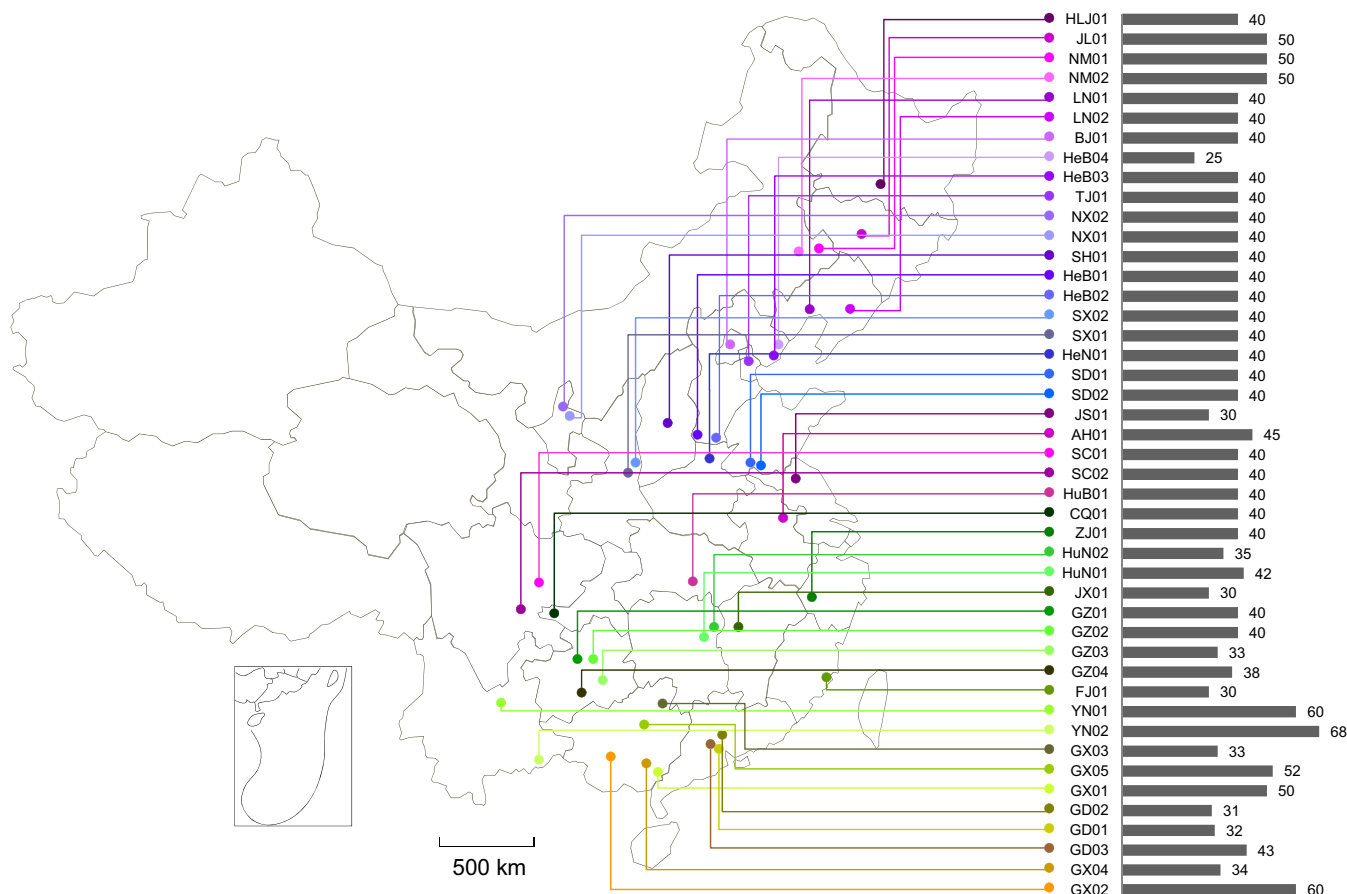 HLJ01 40
JL01 50
NM01 50
NM02 50
LN01 40
LN02 40
BJ01 40
HeB04 25
HeB03 40
TJ01 40
NX02 40
NX01 40
SH01 40
HeB01 40
HeB02 40
SX02 40
SX01 40
HeN01 40
SD01 40
SD02 40
JS01 30
AH01 45
SC01 40
SC02 40
HuB01 40
CQ01 40
ZJ01 40
HuN02 35
HuN01 42
JX01 30
GZ01 40
GZ02 40
GZ03 33
GZ04 38
FJ01 30
YN01 60
YN02 68
GX03 33
GX05 52
GX01 50
GD02 31
GD01 32
GD03 43
GX04 34
GX02 60
500 km